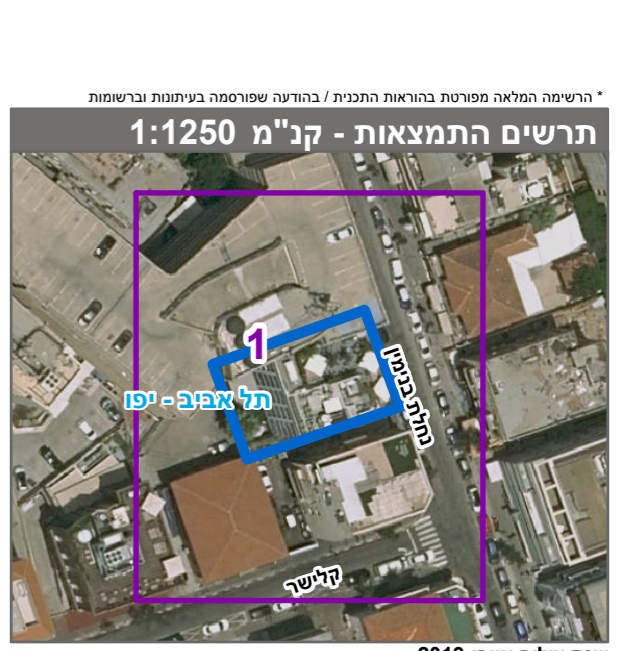 * הרשימה המלאה מפורטת בהוראות התכנית / בהודעה שפורסמה בעיתונות וברשומות
תרשים התמצאות - קנ"מ 1:1250
1
נחלת בנימין
תל אביב - יפו
קלישר